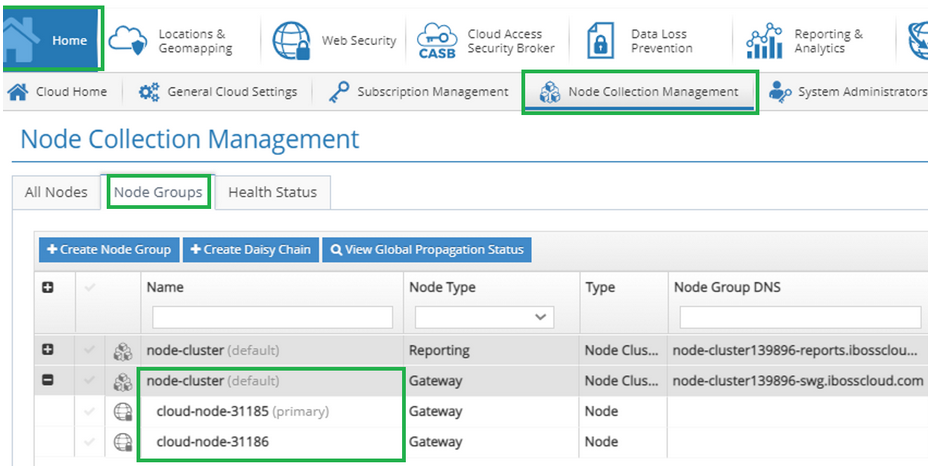 Home
Locations &
Geomapping
Web Security
CASB
Cloud Access
Security Broker
Data Loss
Prevention
Reporting &
Analytics
Cloud Home
General Cloud Settings
Subscription Management
Node Collection Management
System Administrators
Node Collection Management
All Nodes
Node Groups
Health Status
+ Create Node Group
+ Create Daisy Chain
View Global Propagation Status
Name
Node Type
Type
Node Group DNS
node-cluster (default) Reporting Node Clus... node-cluster139896-reports.ibossclou...
node-cluster (default) Gateway Node Clus... node-cluster139896-swg.ibosscloud.com
cloud-node-31185 (primary) Gateway Node
cloud-node-31186 Gateway Node